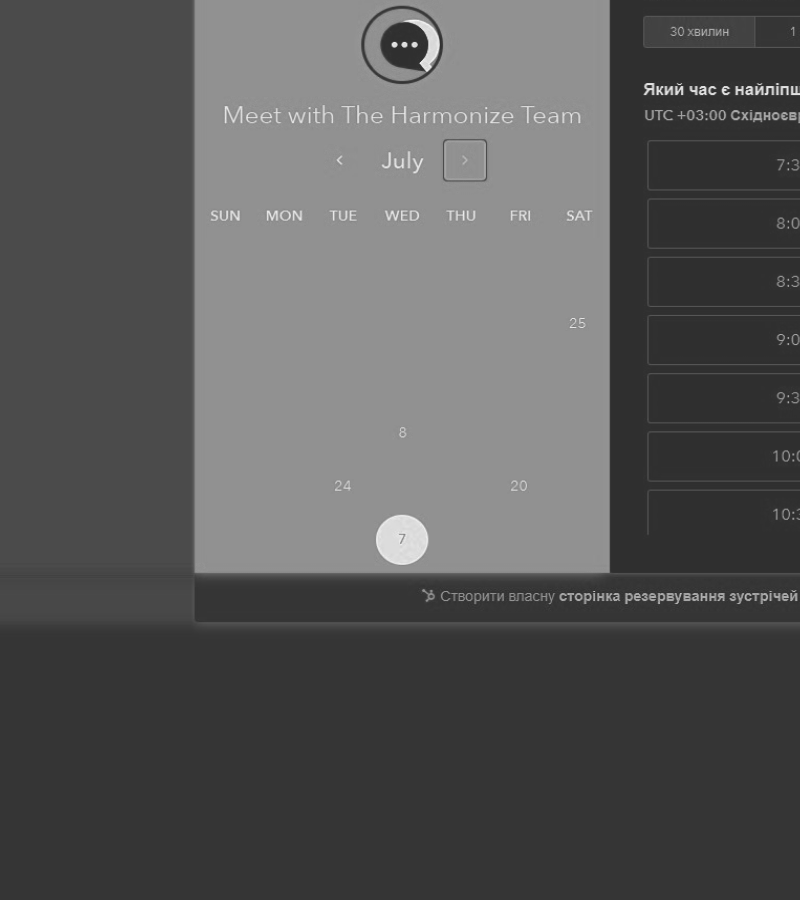 Meet with The Harmonize Team
July
SUN MON TUE WED THU FRI SAT
25
8
24 20
7
30 хвилин 1
Який час є найліпш
UTC +03:00 Східноєвр
7:3
8:0
8:3
9:0
9:3
10:0
10:3
Створити власну сторінка резервування зустрічей